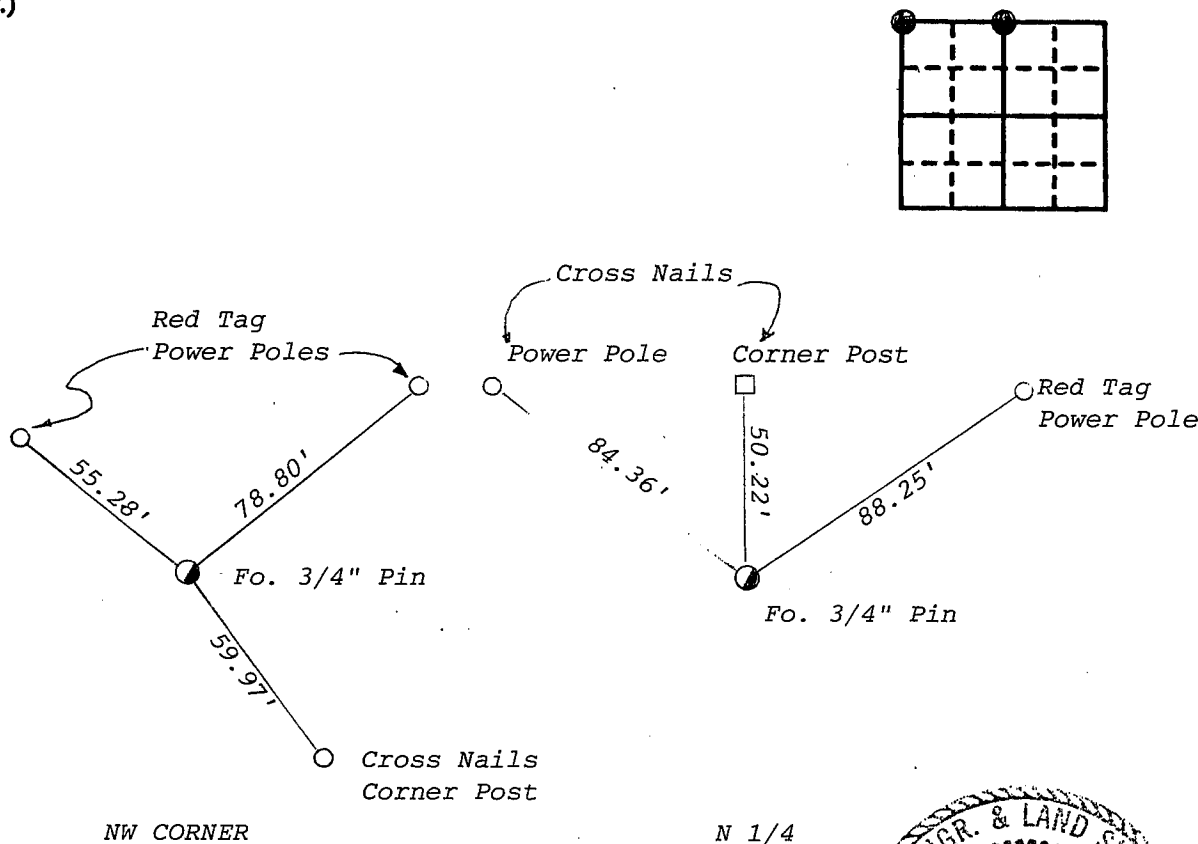 .)
Cross Nails
Red Tag
Power Poles
Power Pole
Corner Post
Red Tag
Power Pole
55.28'
78.80'
84.36'
50.22'
88.25'
Fo. 3/4" Pin
Fo. 3/4" Pin
59.97'
Cross Nails
Corner Post
NW CORNER
N 1/4
GR. & LAND S